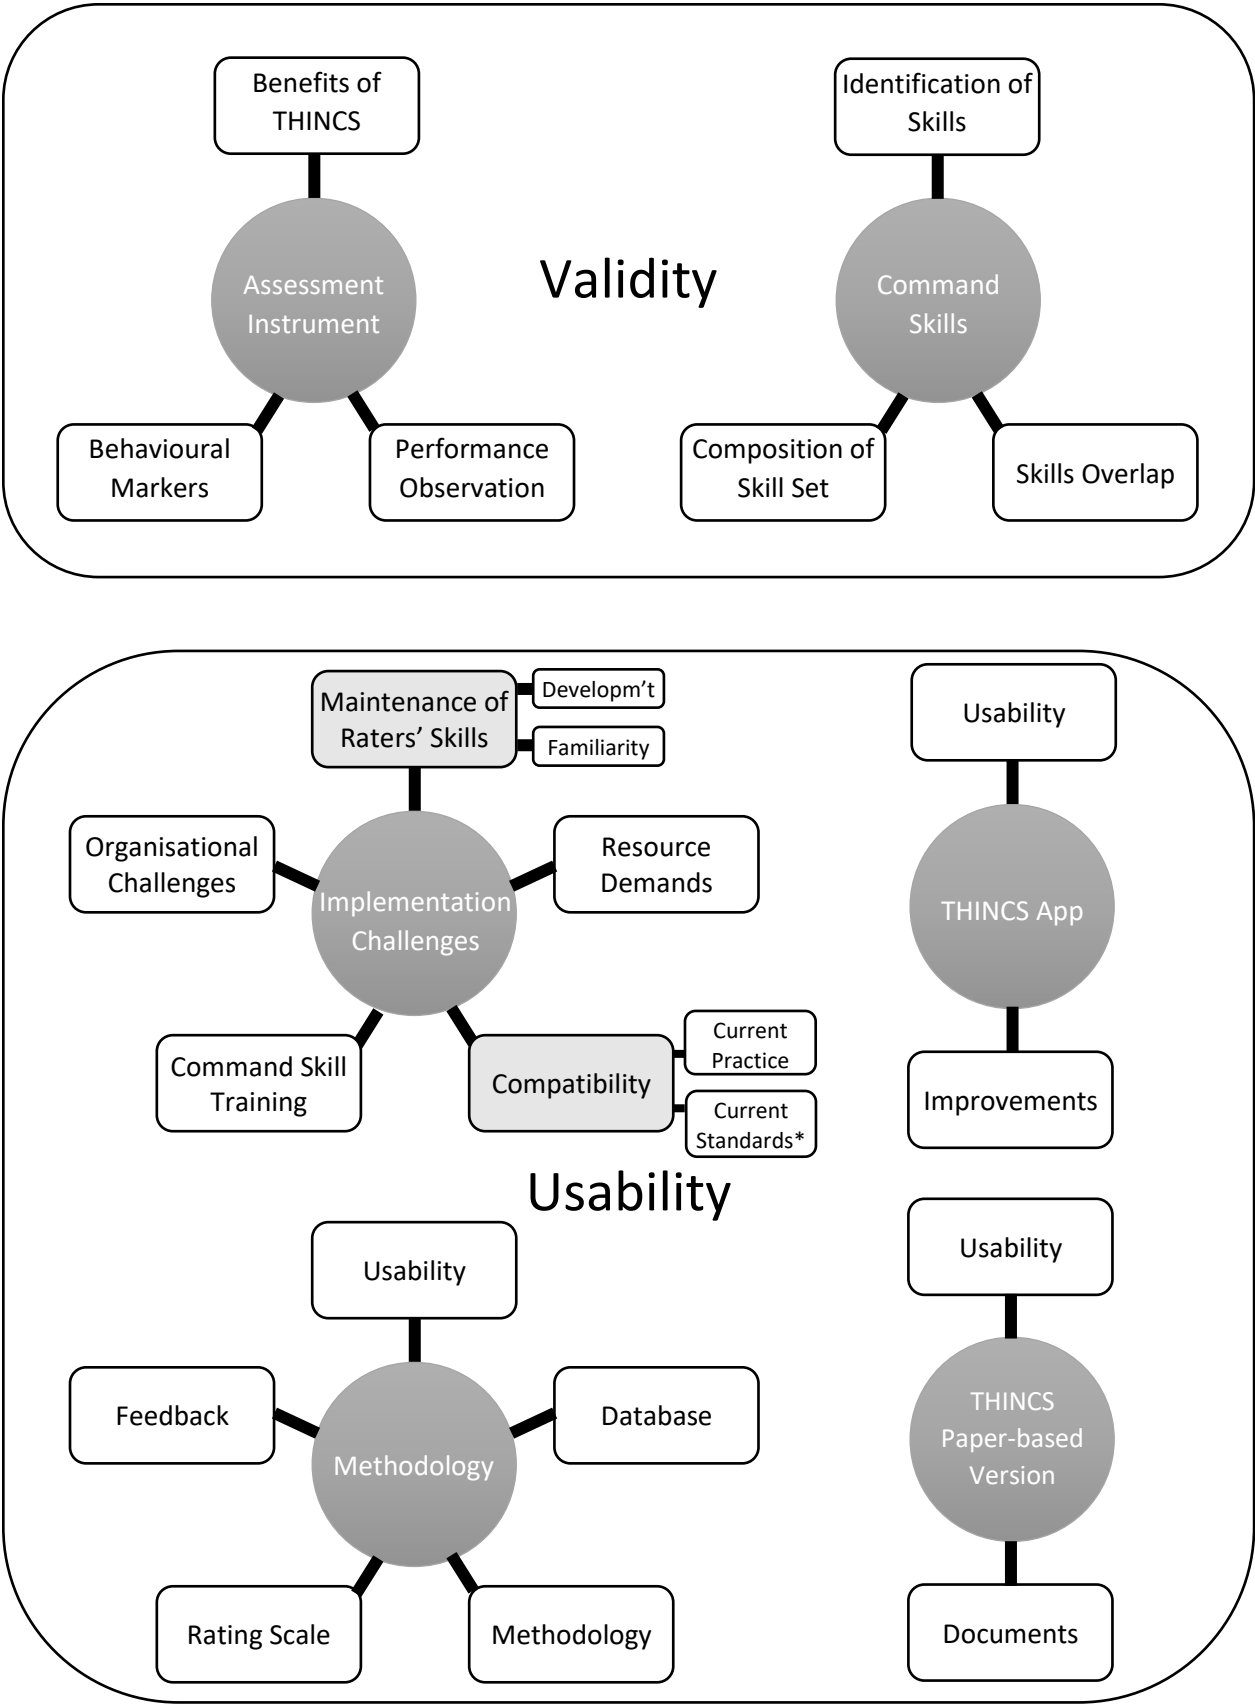 Benefits of
THINCS
Identification of
Skills
Assessment
Instrument
Validity
Command
Skills
Behavioural
Markers
Performance
Observation
Composition of
Skill Set
Skills Overlap
Maintenance of
Raters’ Skills
Developm’t
Familiarity
Usability
Organisational
Challenges
Resource
Demands
Implementation
Challenges
THINCS App
Command Skill
Training
Compatibility
Current
Practice
Current
Standards*
Improvements
Usability
Usability
Usability
Feedback
Database
Methodology
THINCS
Paper-based
Version
Rating Scale
Methodology
Documents